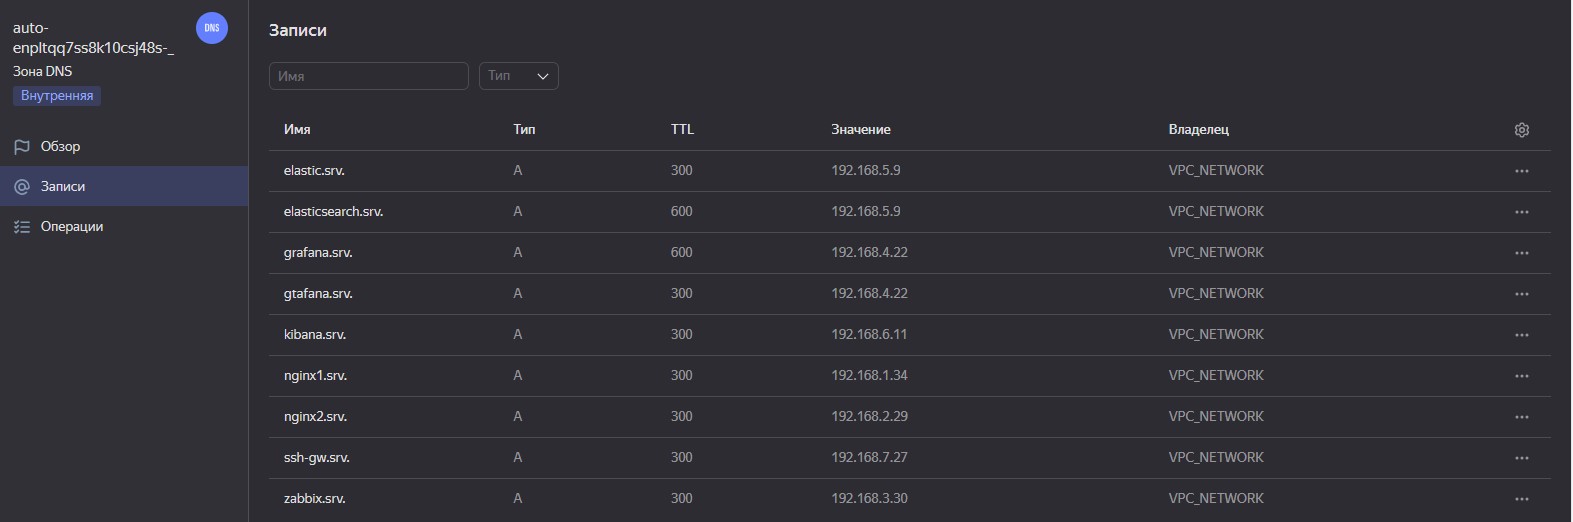 auto-
enpltqq7ss8k10csj48s-_
DNS
Зона DNS
Внутренняя
Обзор
Записи
Операции
Записи
Имя Тип
Имя Тип TTL Значение Владелец
elastic.srv. A 300 192.168.5.9 VPC_NETWORK
elasticsearch.srv. A 600 192.168.5.9 VPC_NETWORK
grafana.srv. A 600 192.168.4.22 VPC_NETWORK
gtafana.srv. A 300 192.168.4.22 VPC_NETWORK
kibana.srv. A 300 192.168.6.11 VPC_NETWORK
nginx1.srv. A 300 192.168.1.34 VPC_NETWORK
nginx2.srv. A 300 192.168.2.29 VPC_NETWORK
ssh-gw.srv. A 300 192.168.7.27 VPC_NETWORK
zabbix.srv. A 300 192.168.3.30 VPC_NETWORK